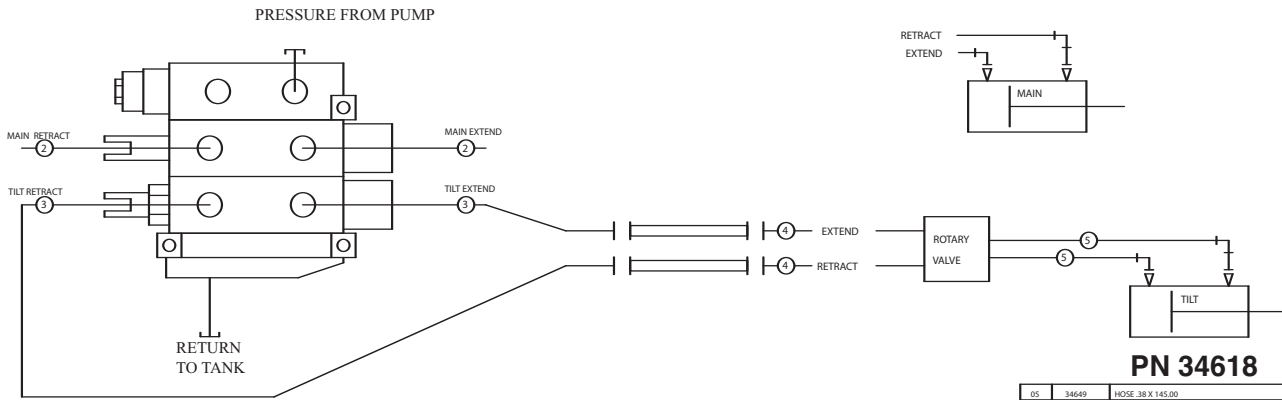 PRESSURE FROM PUMP
RETRACT
EXTEND
MAIN
MAIN RETRACT
2
MAIN EXTEND
2
TILT RETRACT
3
TILT EXTEND
3
4 EXTEND
4 RETRACT
ROTARY
VALVE
5
5
TILT
RETURN
TO TANK
PN 34618
05 34649 HOSE .38 X 145.00